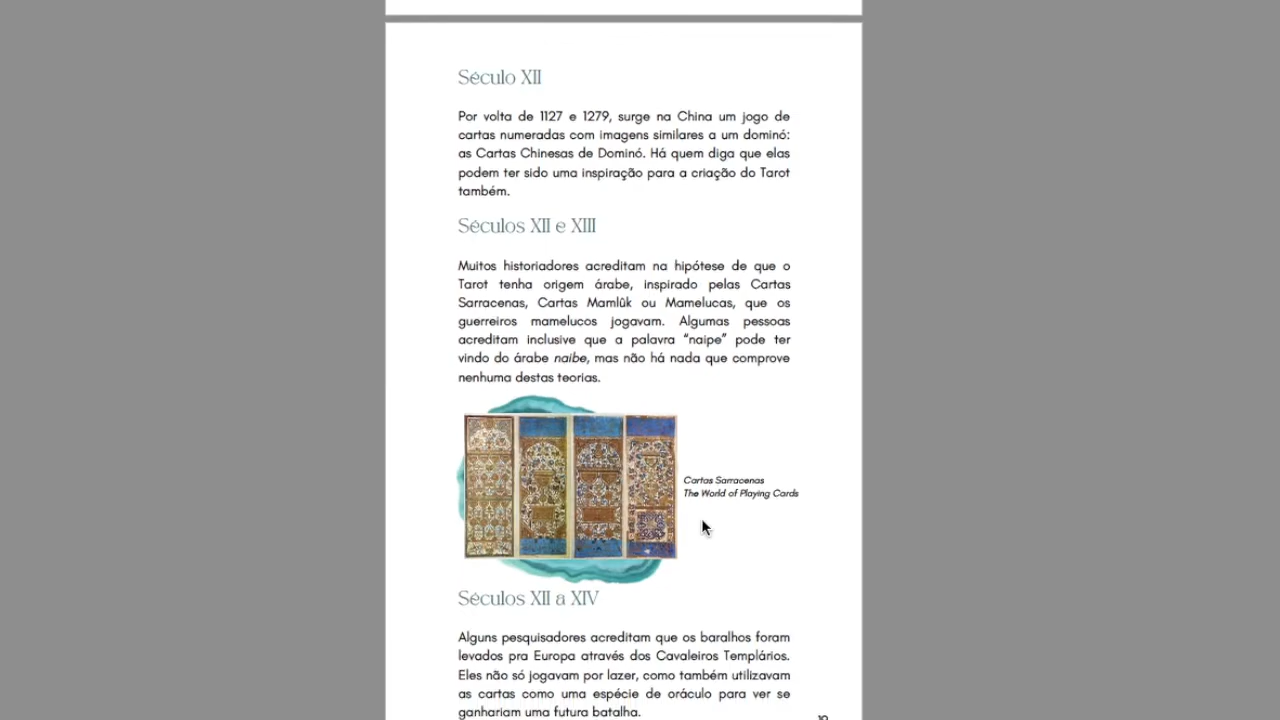 Século XII
Por volta de 1127 e 1279, surge na China um jogo de
cartas numeradas com imagens similares a um dominó:
as Cartas Chinesas de Dominó. Há quem diga que elas
podem ter sido uma inspiração para a criação do Tarot
também.
Séculos XII e XIII
Muitos historiadores acreditam na hipótese de que o
Tarot tenha origem árabe, inspirado pelas Cartas
Sarracenas, Cartas Mamlûk ou Mamelucas, que os
guerreiros mamelucos jogavam. Algumas pessoas
acreditam inclusive que a palavra “naipe” pode ter
vindo do árabe naibe, mas não há nada que comprove
nenhuma destas teorias.
Cartas Sarracenas
The World of Playing Cards
Séculos XII a XIV
Alguns pesquisadores acreditam que os baralhos foram
levados pra Europa através dos Cavaleiros Templários.
Eles não só jogavam por lazer, como também utilizavam
as cartas como uma espécie de oráculo para ver se
ganhariam uma futura batalha.